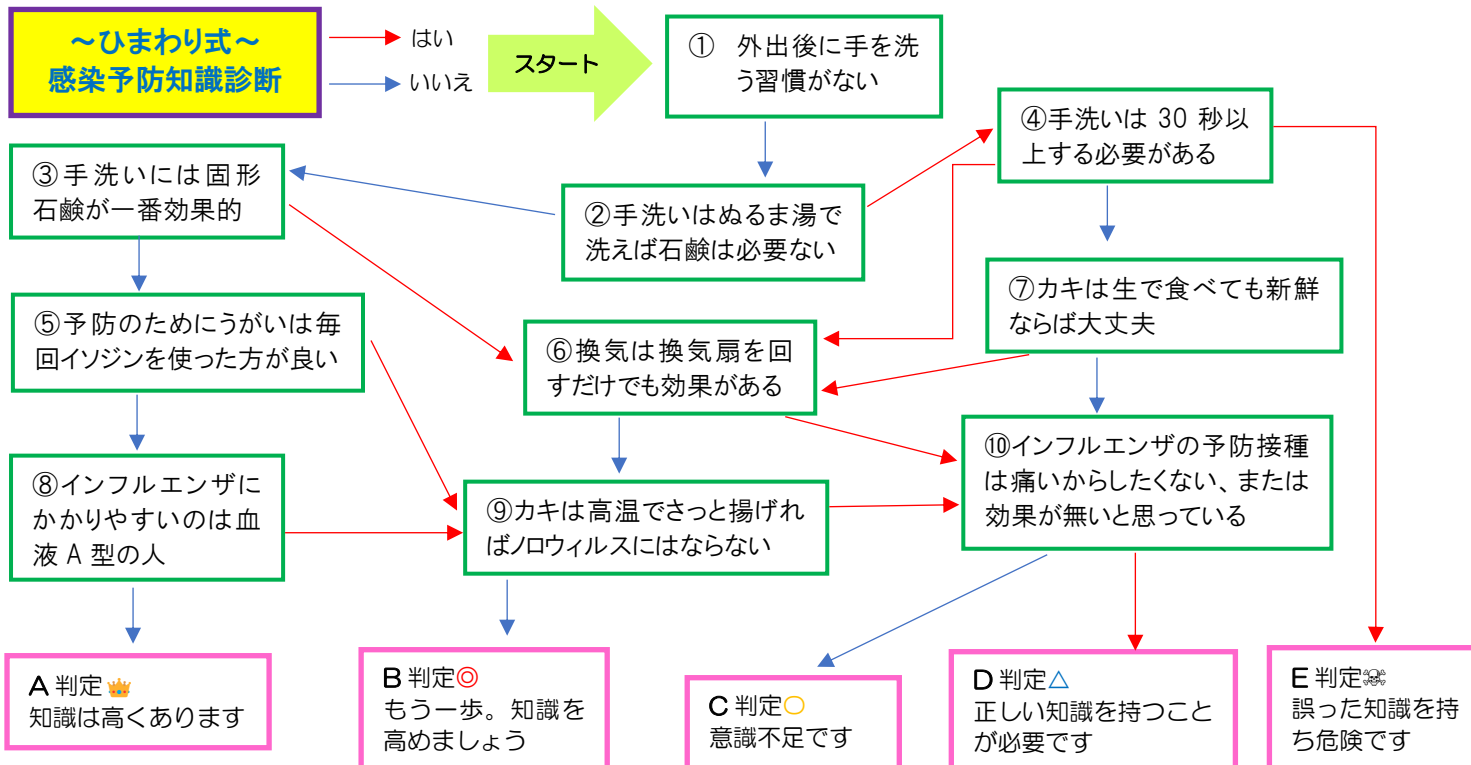 ～ひまわり式～
感染予防知識診断
はい
いいえ
スタート
① 外出後に手を洗
う習慣がない
④手洗いは 30 秒以
上する必要がある
③手洗いには固形
石鹸が一番効果的
②手洗いはぬるま湯で
洗えば石鹸は必要ない
⑦カキは生で食べても新鮮
ならば大丈夫
⑤予防のためにうがいは毎
回イソジンを使った方が良い
⑥換気は換気扇を回
すだけでも効果がある
⑩インフルエンザの予防接種
は痛いからしたくない、または
効果が無いと思っている
⑧インフルエンザに
かかりやすいのは血
液 A 型の人
⑨カキは高温でさっと揚げれ
ばノロウィルスにはならない
A 判定👑
知識は高くあります
B 判定◎
もう一歩。知識を
高めましょう
C 判定○
意識不足です
D 判定△
正しい知識を持つこと
が必要です
E 判定☠
誤った知識を持
ち危険です